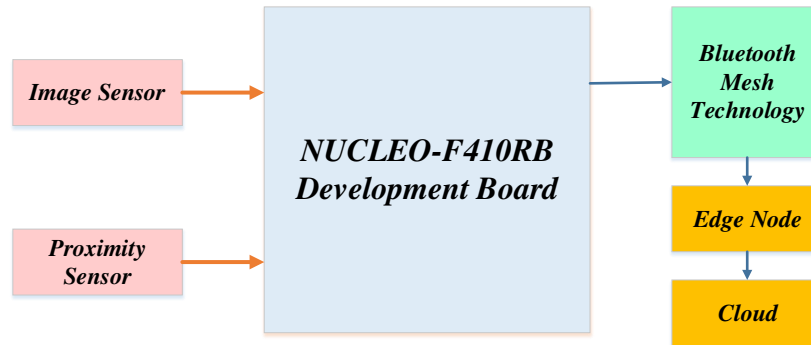 Image Sensor
Proximity
Sensor
NUCLEO-F410RB
Development Board
Bluetooth
Mesh
Technology
Edge Node
Cloud